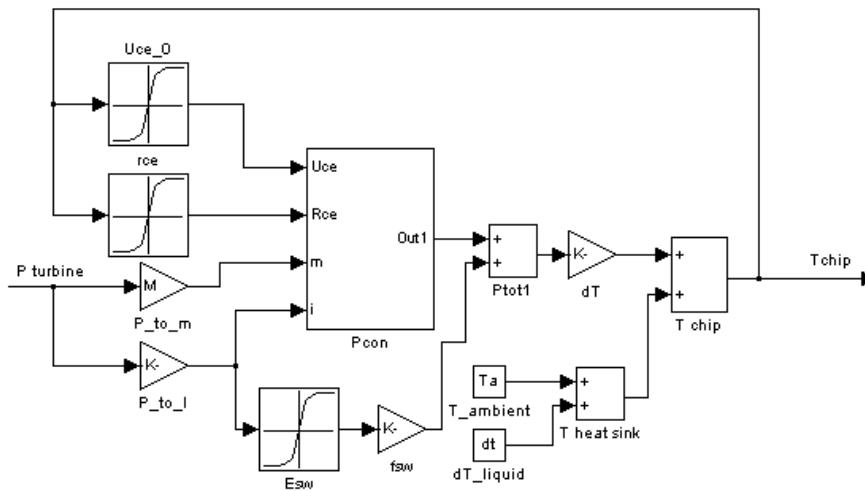 Uce_0
rce
Uce
Rce
m
i
Out1
Pcon
P turbine
M
P_to_m
K-
P_to_I
Esw
K-
fsw
+
+
Ptot1
K-
dT
+
+
T chip
Tchip
Ta
T_ambient
dt
dT_liquid
+
+
T heat sink